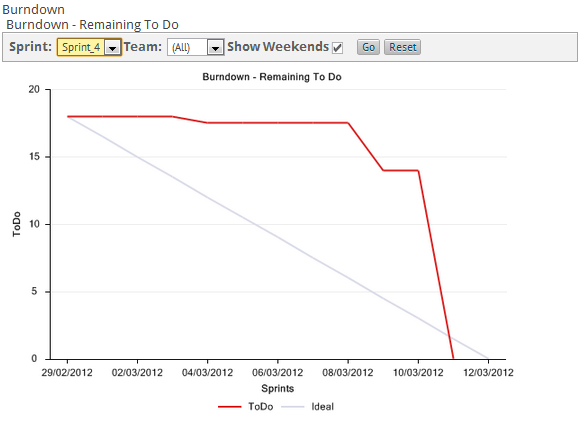 Burndown
Burndown - Remaining To Do
Sprint: Sprint_4 Team: (All) Show Weekends Go Reset
Burndown - Remaining To Do
20
15
10
5
0
ToDo
29/02/2012 02/03/2012 04/03/2012 06/03/2012 08/03/2012 10/03/2012 12/03/2012
Sprints
ToDo Ideal